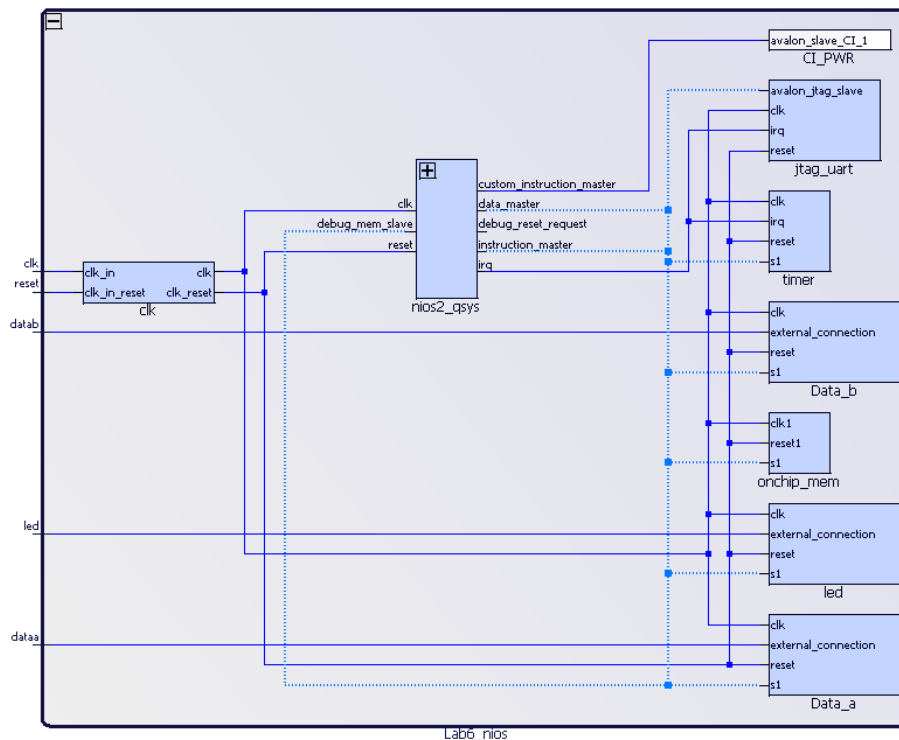 avalon_slave_CI_1
CI_PWR
avalon_jtag_slave
clk
irq
reset
jtag_uart
custom_instruction_master
clk
data_master
debug_mem_slave
debug_reset_request
reset
instruction_master
irq
nios2_qsys
clk
irq
reset
s1
timer
clk
reset
clk_in
clk
clk_in_reset
clk_reset
clk
datab
clk
external_connection
reset
s1
Data_b
clk1
reset1
s1
onchip_mem
led
clk
external_connection
reset
s1
led
dataa
clk
external_connection
reset
s1
Data_a
Lab6_nios